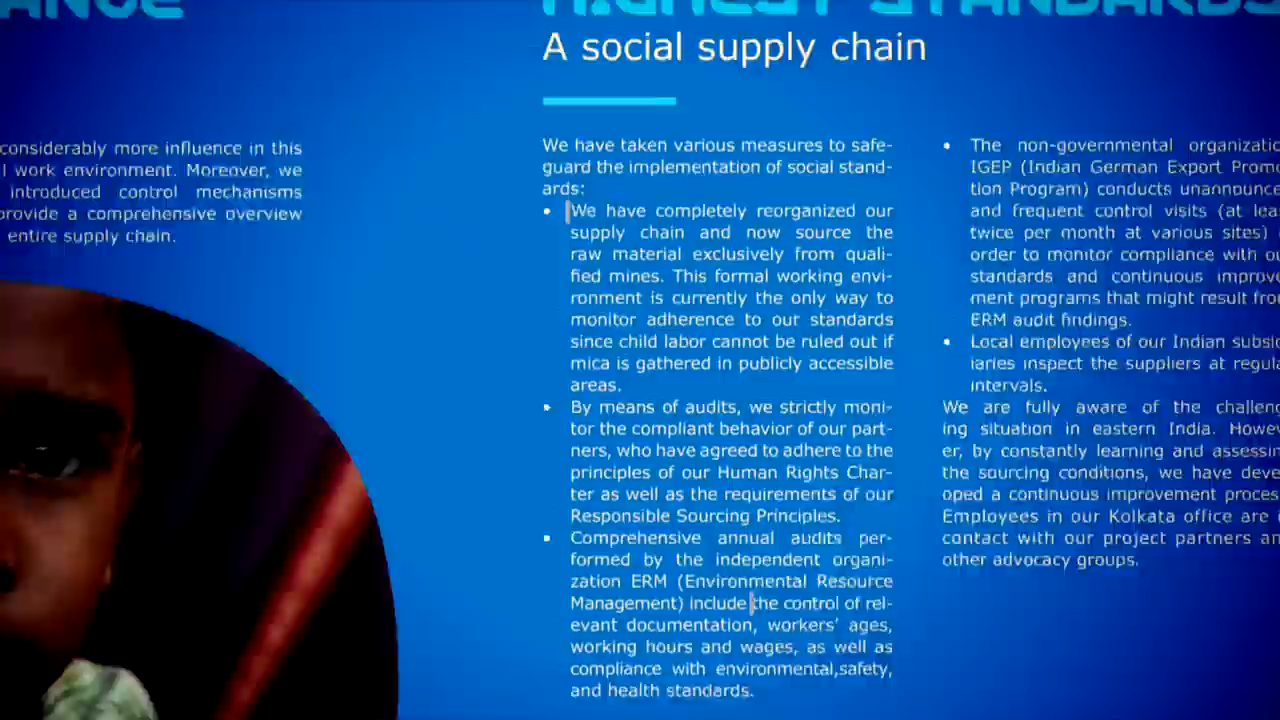 HIGHEST STANDARDS
A social supply chain
considerably more influence in this
work environment. Moreover, we
introduced control mechanisms
provide a comprehensive overview
entire supply chain.
We have taken various measures to safe-
guard the implementation of social stand-
ards:
• We have completely reorganized our
supply chain and now source the
raw material exclusively from quali-
fied mines. This formal working envi-
ronment is currently the only way to
monitor adherence to our standards
since child labor cannot be ruled out if
mica is gathered in publicly accessible
areas.
• By means of audits, we strictly moni-
tor the compliant behavior of our part-
ners, who have agreed to adhere to the
principles of our Human Rights Char-
ter as well as the requirements of our
Responsible Sourcing Principles.
• Comprehensive annual audits per-
formed by the independent organi-
zation ERM (Environmental Resource
Management) include the control of rel-
evant documentation, workers' ages,
working hours and wages, as well as
compliance with environmental,safety,
and health standards.
• The non-governmental organizatio
IGEP (Indian German Export Promo
tion Program) conducts unannounce
and frequent control visits (at lea
twice per month at various sites)
order to monitor compliance with ou
standards and continuous improve
ment programs that might result fro
ERM audit findings.
• Local employees of our Indian subsid
iaries inspect the suppliers at regula
intervals.
We are fully aware of the challeng
ing situation in eastern India. Howev
er, by constantly learning and assessin
the sourcing conditions, we have deve
oped a continuous improvement proces
Employees in our Kolkata office are
contact with our project partners an
other advocacy groups.